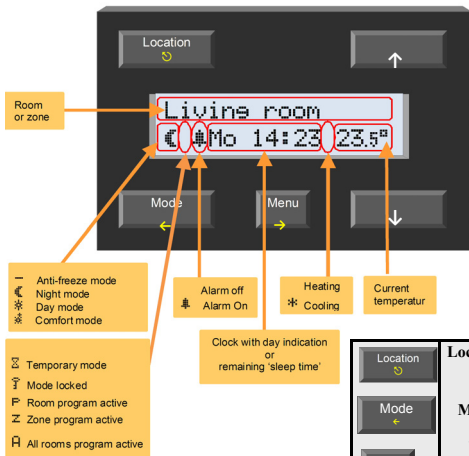 Location
Living room
Mo 14:23 23.5°
Mode
Menu
Room
or zone
Anti-freeze mode
Night mode
Day mode
Comfort mode
Alarm off
Alarm On
Heating
Cooling
Current
temperatur
Clock with day indication
or
remaining 'sleep time'
Temporary mode
Mode locked
P Room program active
Z Zone program active
A All rooms program active
Location
Mode